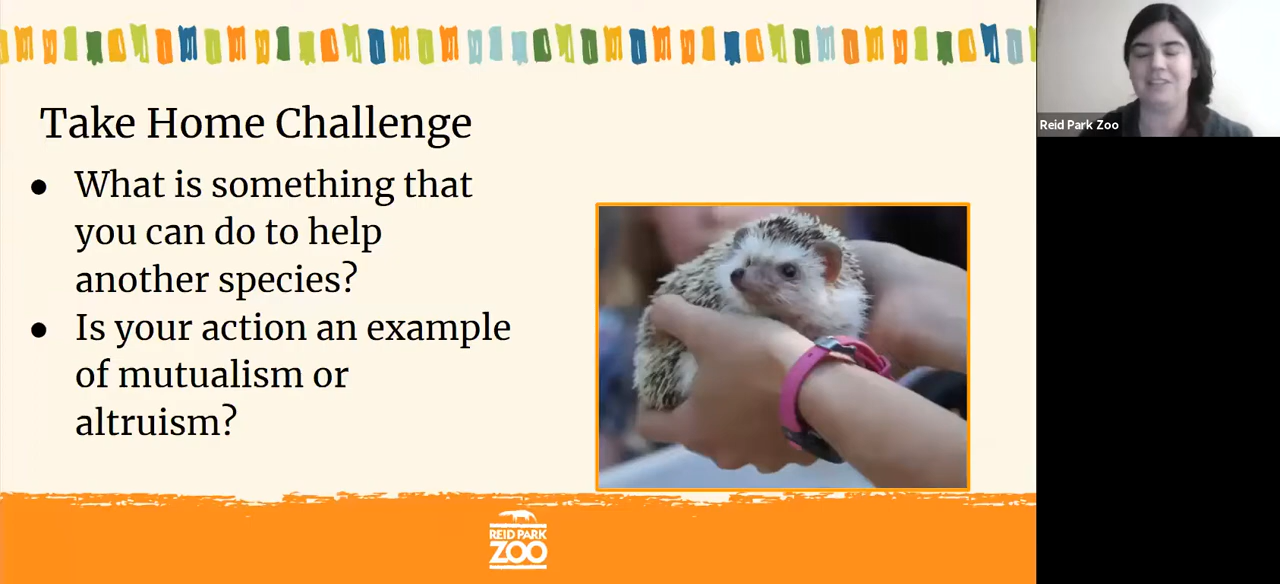 Take Home Challenge
● What is something that
you can do to help
another species?
● Is your action an example
of mutualism or
altruism?
Reid Park Zoo
REID PARK
ZOO